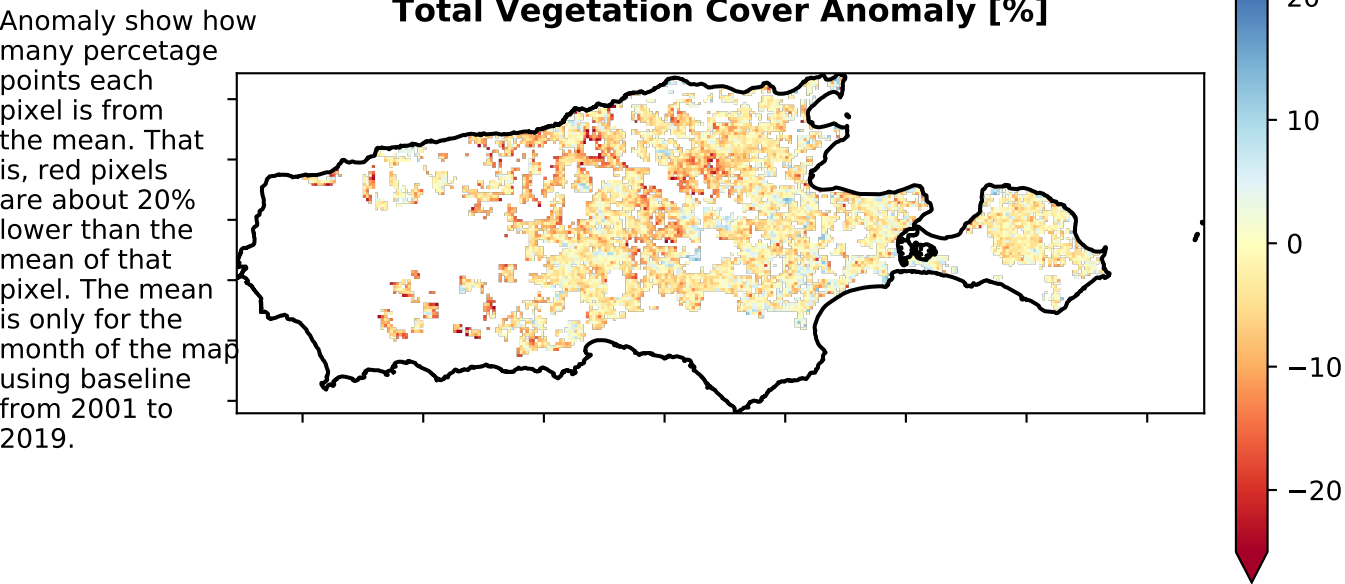 Total Vegetation Cover Anomaly [%]
Anomaly show how
many percetage
points each
pixel is from
the mean. That
is, red pixels
are about 20%
lower than the
mean of that
pixel. The mean
is only for the
month of the map
using baseline
from 2001 to
2019.
20
10
0
−10
−20